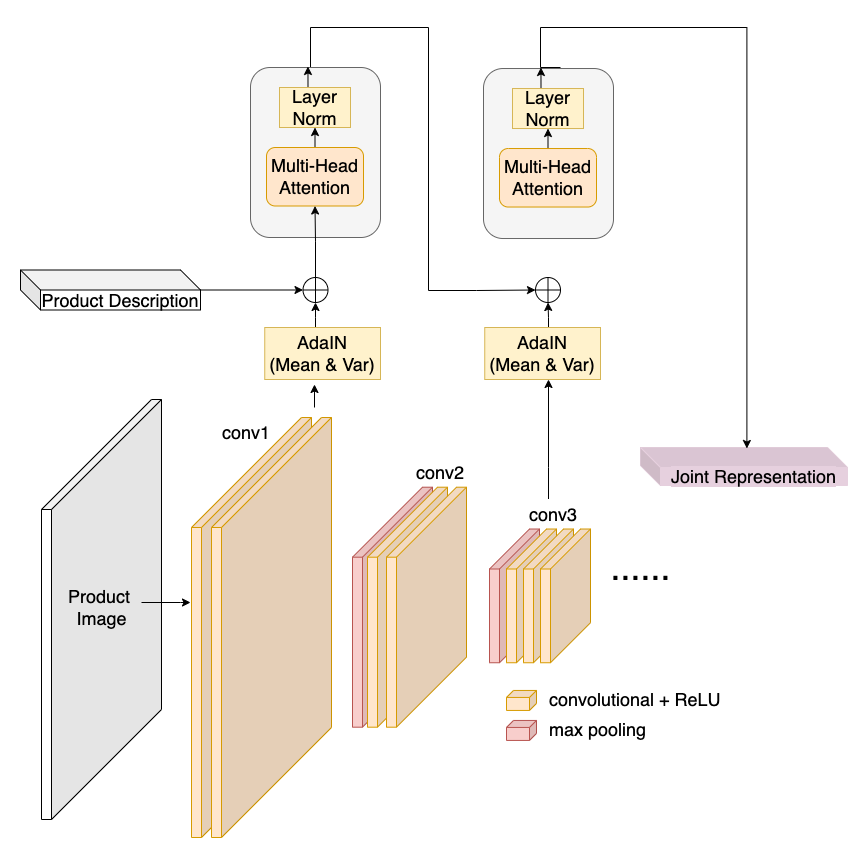 Layer
Norm
Multi-Head
Attention
Layer
Norm
Multi-Head
Attention
Product Description
AdaIN
(Mean & Var)
AdaIN
(Mean & Var)
conv1
conv2
conv3
Joint Representation
Product
Image
......
convolutional + ReLU
max pooling